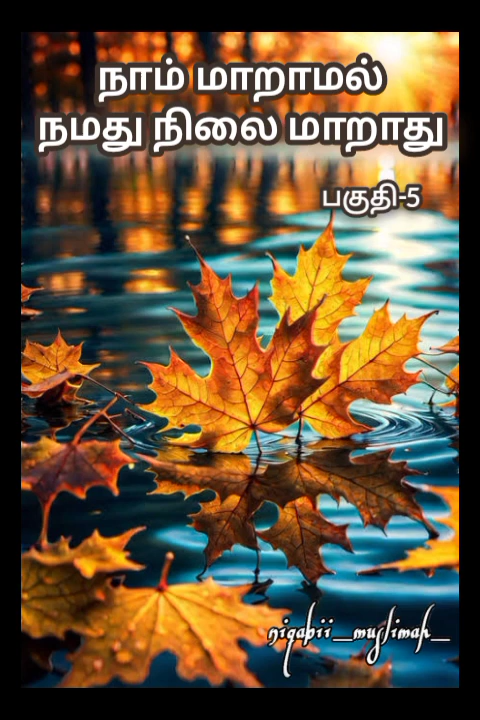 நாம் மாறாமல்
நமது நிலை மாறாது
பகுதி-5
niqabii_muslimah_